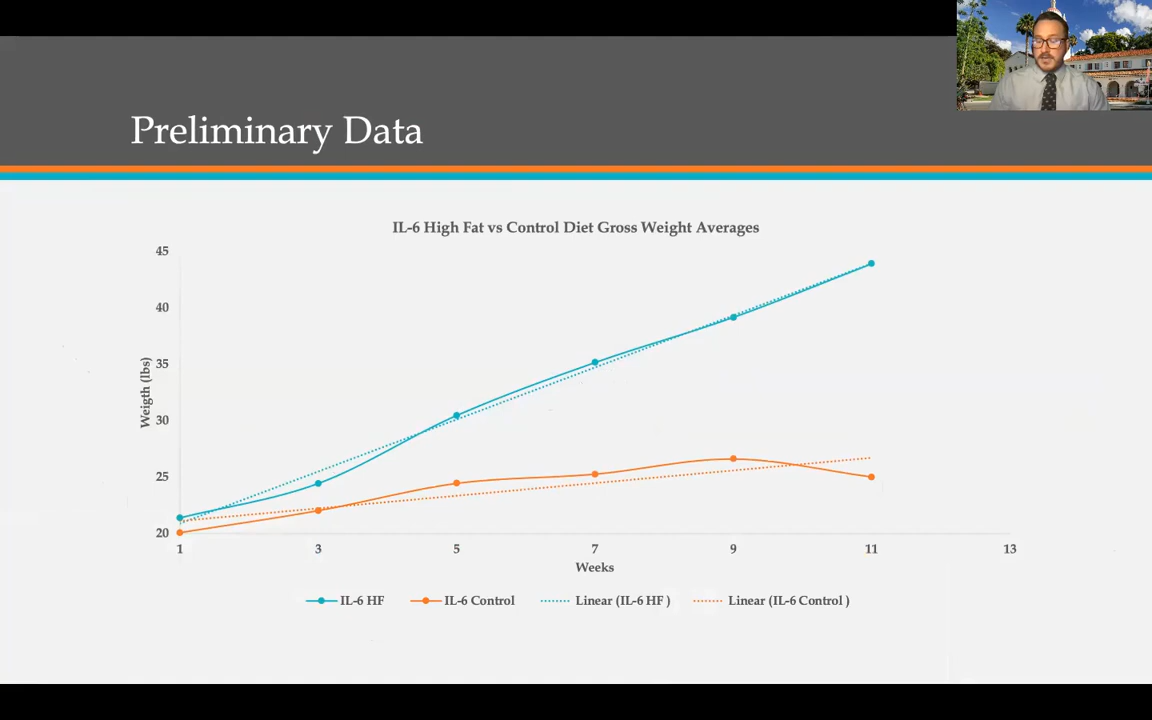 Preliminary Data
IL-6 High Fat vs Control Diet Gross Weight Averages
Weigth (lbs)
45
40
35
30
25
20
1 3 5 7 9 11 13
Weeks
IL-6 HF IL-6 Control Linear (IL-6 HF ) Linear (IL-6 Control )